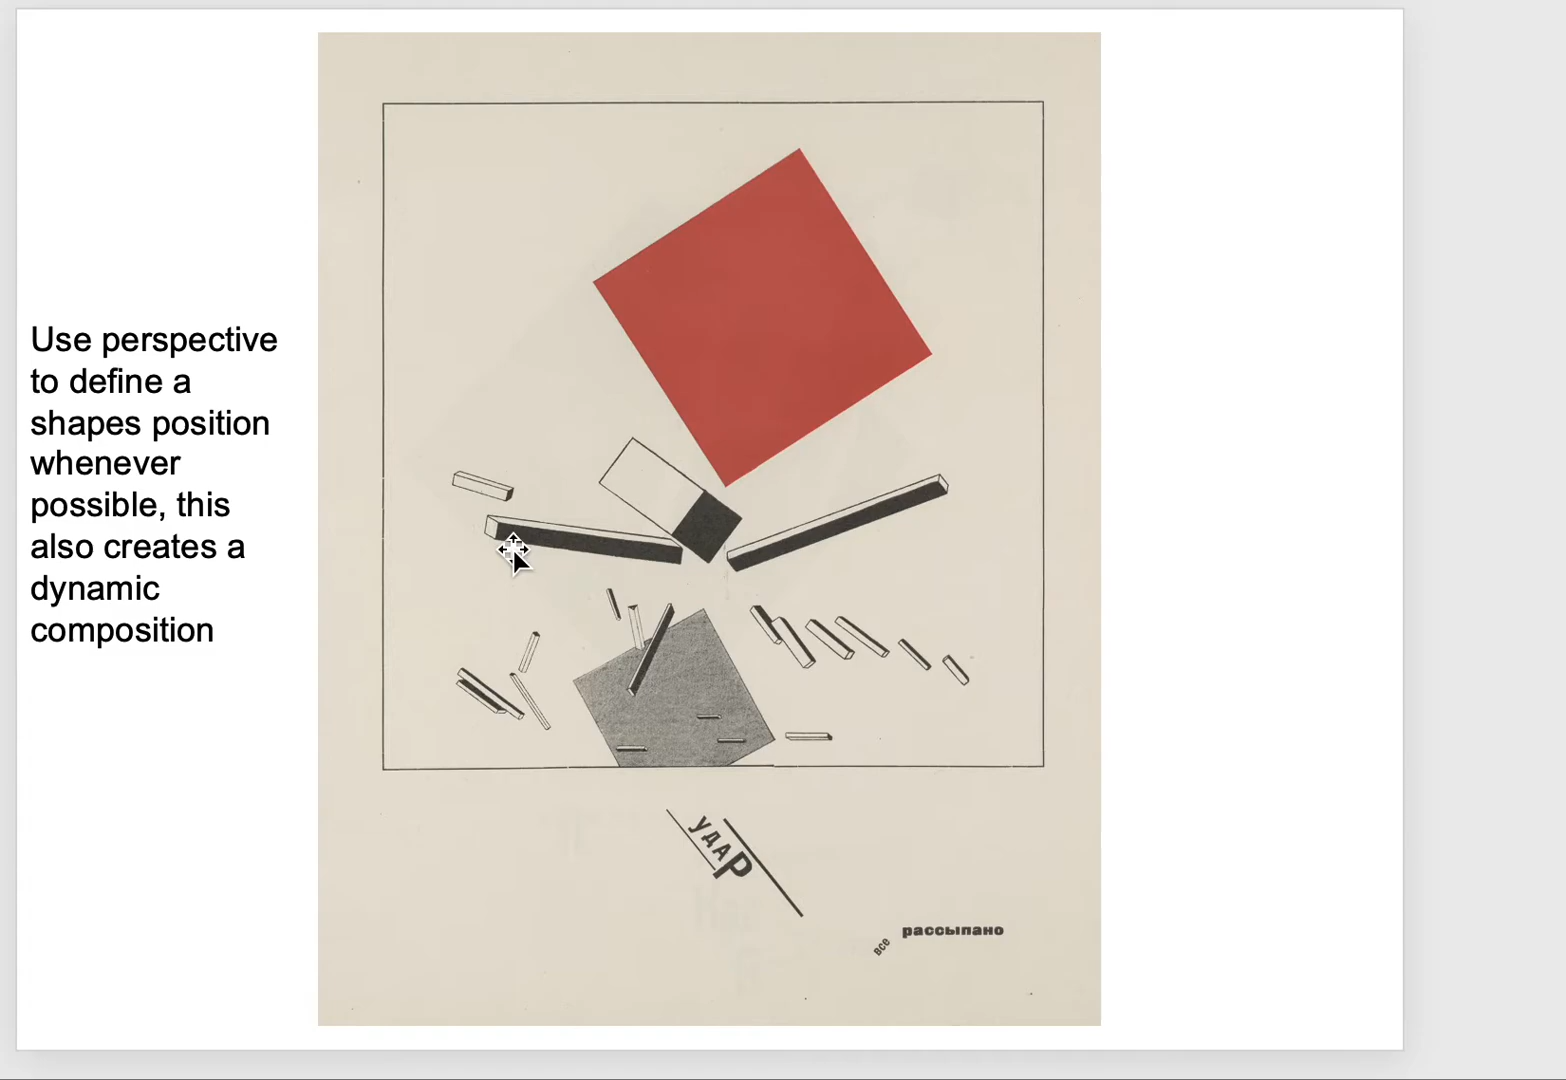 Use perspective
to define a
shapes position
whenever
possible, this
also creates a
dynamic
composition
удаР
все рассыпано